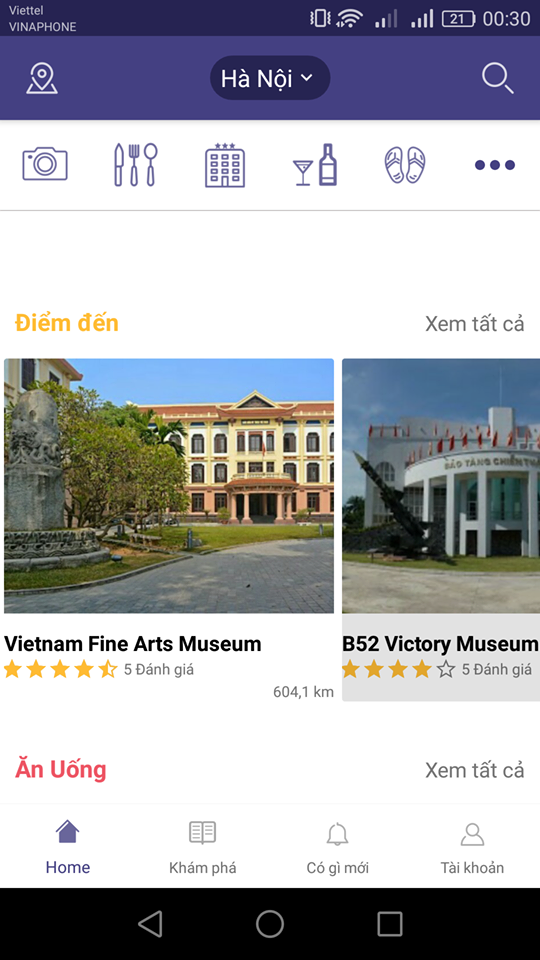 Viettel
VINAPHONE
21 00:30
Hà Nội
Điểm đến
Xem tất cả
BẢO TÀNG CHIẾN
Vietnam Fine Arts Museum
5 Đánh giá
604,1 km
B52 Victory Museum
5 Đánh giá
Ăn Uống
Xem tất cả
Home
Khám phá
Có gì mới
Tài khoản